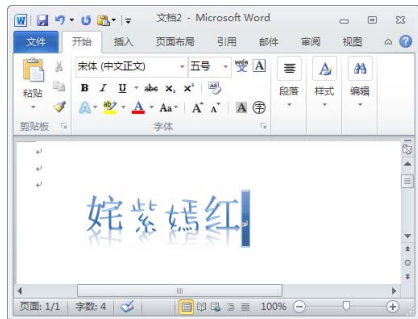 文档2 - Microsoft Word
文件 开始 插入 页面布局 引用 邮件 审阅 视图
宋体 (中文正文) 五号 wén 文 A
粘贴 B I U abc x₂ x² 段落 样式 编辑
A ab A Aa A A A 字
剪贴板 字体
姹紫嫣红
页面: 1/1 字数: 4 100%